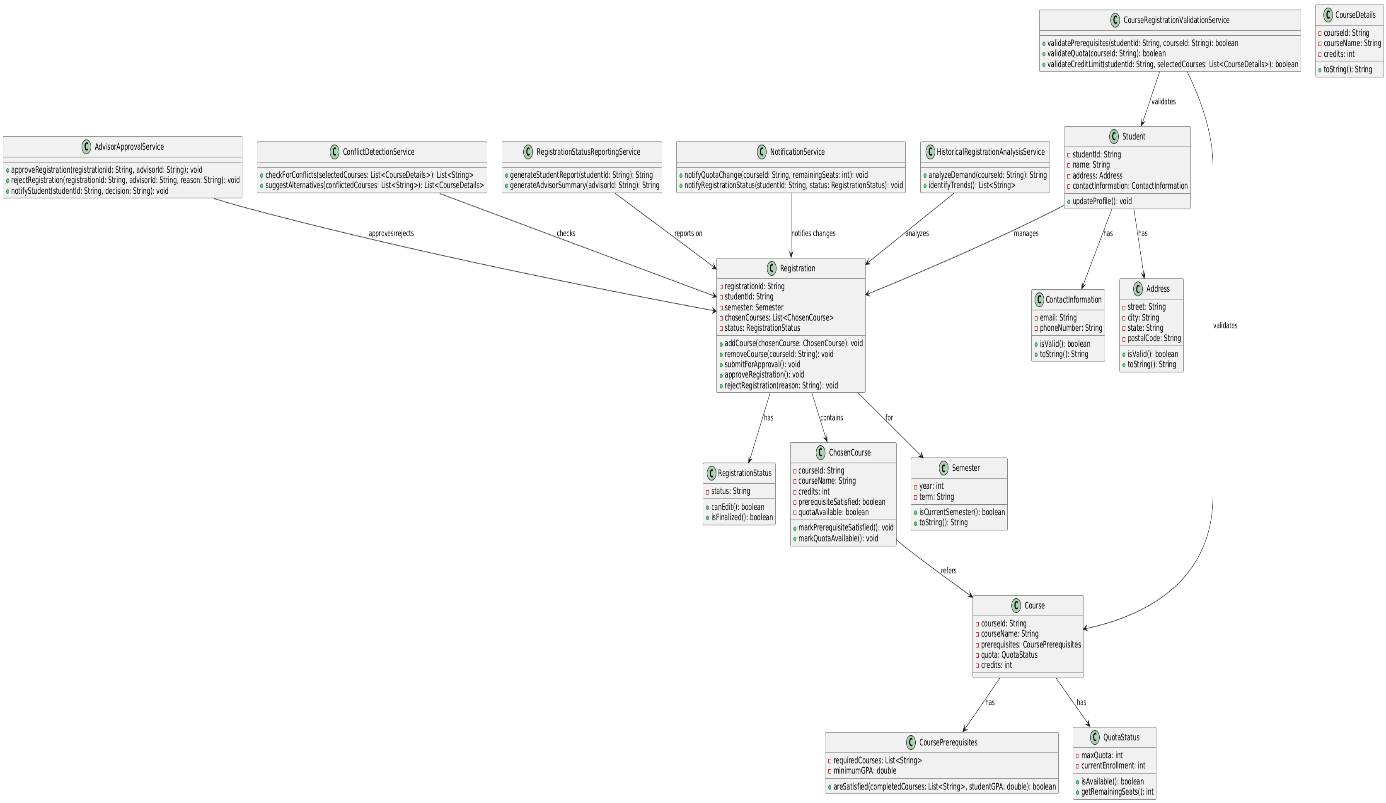 CourseRegistrationValidationService
validatePrerequisites(studentId: String, courseId: String): boolean
validateQuota(courseId: String): boolean
validateCreditLimit(studentId: String, selectedCourses: List<CourseDetails>): boolean
CourseDetails
courseId: String
courseName: String
credits: int
toString(): String
validates
AdvisorApprovalService
approveRegistration(registrationId: String, advisorId: String): void
rejectRegistration(registrationId: String, advisorId: String, reason: String): void
notifyStudent(studentId: String, decision: String): void
ConflictDetectionService
checkForConflicts(selectedCourses: List<CourseDetails>): List<String>
suggestAlternatives(conflictedCourses: List<String>): List<CourseDetails>
RegistrationStatusReportingService
generateStudentReport(studentId: String): String
generateAdvisorSummary(advisorId: String): String
NotificationService
notifyQuotaChange(courseId: String, remainingSeats: int): void
notifyRegistrationStatus(studentId: String, status: RegistrationStatus): void
HistoricalRegistrationAnalysisService
analyzeDemand(courseId: String): String
identifyTrends(): List<String>
Student
studentId: String
name: String
address: Address
contactInformation: ContactInformation
updateProfile(): void
approves/rejects
checks
reports on
notifies changes
analyzes
manages
has
has
Registration
registrationId: String
studentId: String
semester: Semester
chosenCourses: List<ChosenCourse>
status: RegistrationStatus
addCourse(chosenCourse: ChosenCourse): void
removeCourse(courseId: String): void
submitForApproval(): void
approveRegistration(): void
rejectRegistration(reason: String): void
ContactInformation
email: String
phoneNumber: String
isValid(): boolean
toString(): String
Address
street: String
city: String
state: String
postalCode: String
isValid(): boolean
toString(): String
validates
has
contains
for
RegistrationStatus
status: String
canEdit(): boolean
isFinalized(): boolean
ChosenCourse
courseId: String
courseName: String
credits: int
prerequisiteSatisfied: boolean
quotaAvailable: boolean
markPrerequisiteSatisfied(): void
markQuotaAvailable(): void
Semester
year: int
term: String
isCurrentSemester(): boolean
toString(): String
refers
Course
courseId: String
courseName: String
prerequisites: CoursePrerequisites
quota: QuotaStatus
credits: int
has
has
CoursePrerequisites
requiredCourses: List<String>
minimumGPA: double
areSatisfied(completedCourses: List<String>, studentGPA: double): boolean
QuotaStatus
maxQuota: int
currentEnrollment: int
isAvailable(): boolean
getRemainingSeats(): int